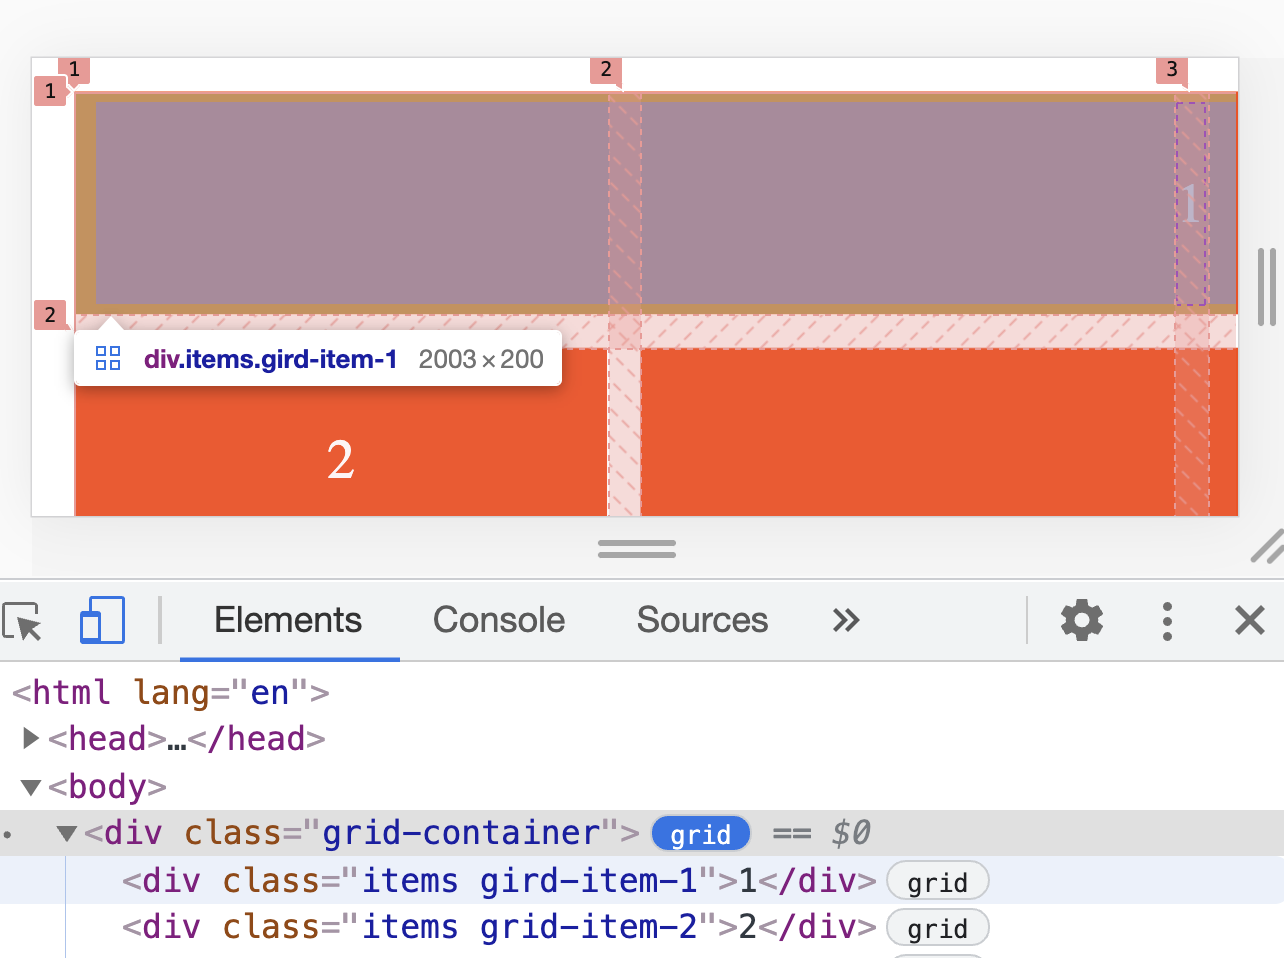 1 2 3
1
1
2
div.items.gird-item-1 2003 × 200
2
Elements Console Sources »
<html lang="en">
▶ <head>…</head>
▼ <body>
▼ <div class="grid-container"> grid == $0
<div class="items gird-item-1">1</div> grid
<div class="items grid-item-2">2</div> grid